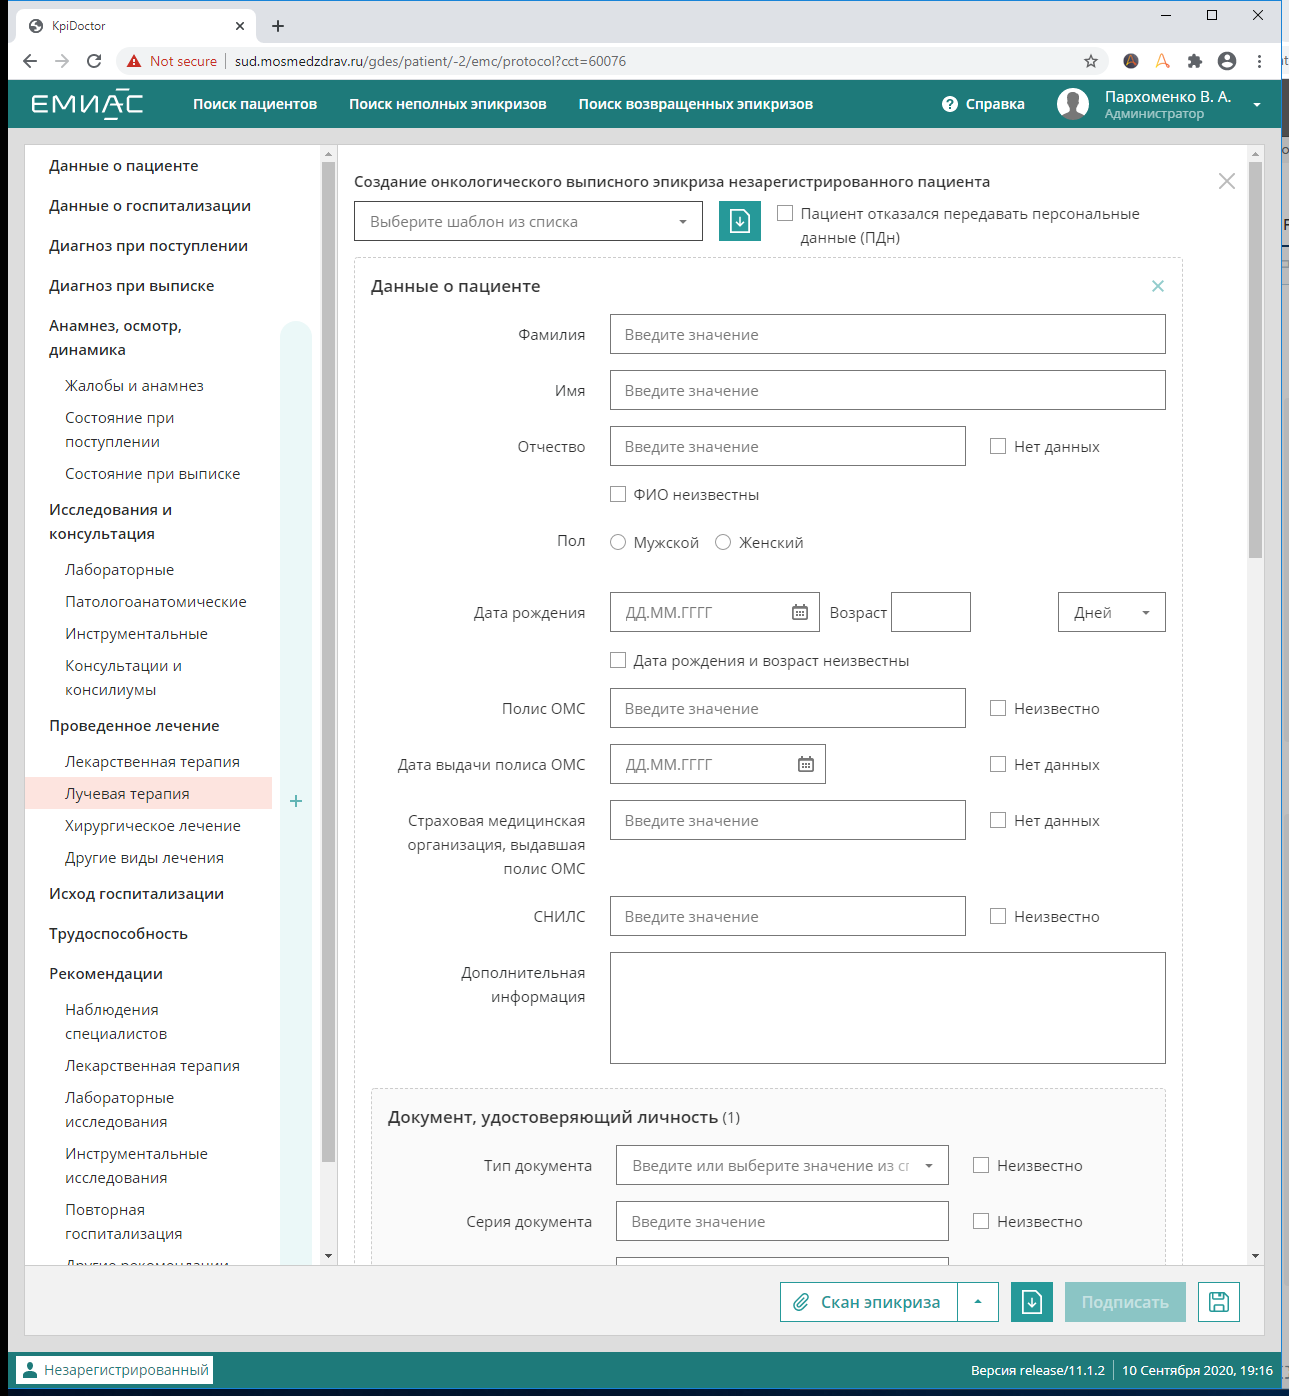 KpiDoctor
Not secure
sud.mosmedzdrav.ru/gdes/patient/-2/emc/protocol?cct=60076
ЕМИАС
Поиск пациентов
Поиск неполных эпикризов
Поиск возвращенных эпикризов
Справка
Пархоменко В. А.
Администратор
Данные о пациенте
Данные о госпитализации
Диагноз при поступлении
Диагноз при выписке
Анамнез, осмотр,
динамика
Жалобы и анамнез
Состояние при
поступлении
Состояние при выписке
Исследования и
консультация
Лабораторные
Патологоанатомические
Инструментальные
Консультации и
консилиумы
Проведенное лечение
Лекарственная терапия
Лучевая терапия
Хирургическое лечение
Другие виды лечения
Исход госпитализации
Трудоспособность
Рекомендации
Наблюдения
специалистов
Лекарственная терапия
Лабораторные
исследования
Инструментальные
исследования
Повторная
госпитализация
Другие рекомендации
Создание онкологического выписного эпикриза незарегистрированного пациента
Выберите шаблон из списка
Пациент отказался передавать персональные
данные (ПДн)
Данные о пациенте
Фамилия
Введите значение
Имя
Введите значение
Отчество
Введите значение
Нет данных
ФИО неизвестны
Пол
Мужской
Женский
Дата рождения
ДД.ММ.ГГГГ
Возраст
Дней
Дата рождения и возраст неизвестны
Полис ОМС
Введите значение
Неизвестно
Дата выдачи полиса ОМС
ДД.ММ.ГГГГ
Нет данных
Страховая медицинская
организация, выдавшая
полис ОМС
Введите значение
Нет данных
СНИЛС
Введите значение
Неизвестно
Дополнительная
информация
Документ, удостоверяющий личность (1)
Тип документа
Введите или выберите значение из сп
Неизвестно
Серия документа
Введите значение
Неизвестно
Скан эпикриза
Подписать
Незарегистрированный
Версия release/11.1.2
10 Сентября 2020, 19:16